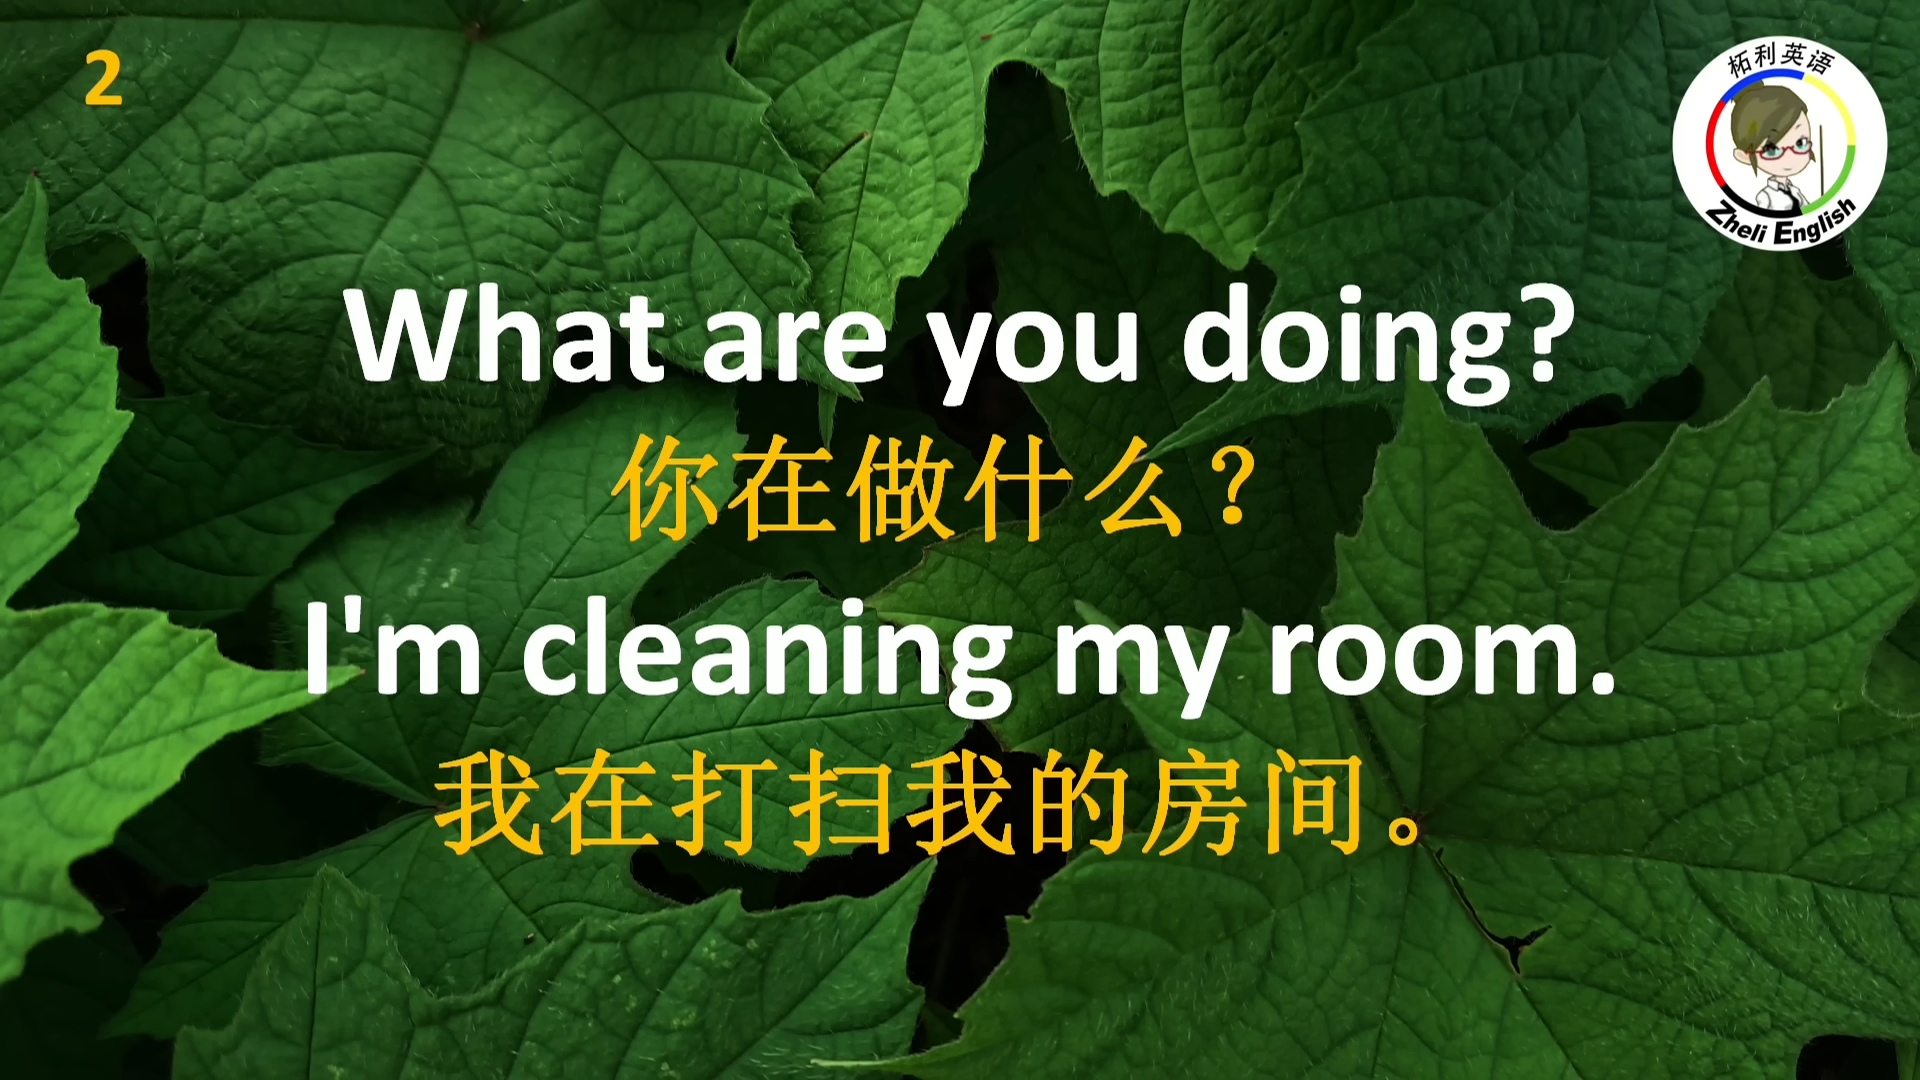 2
柘利英语
Zheli English
What are you doing?
你在做什么？
I'm cleaning my room.
我在打扫我的房间。